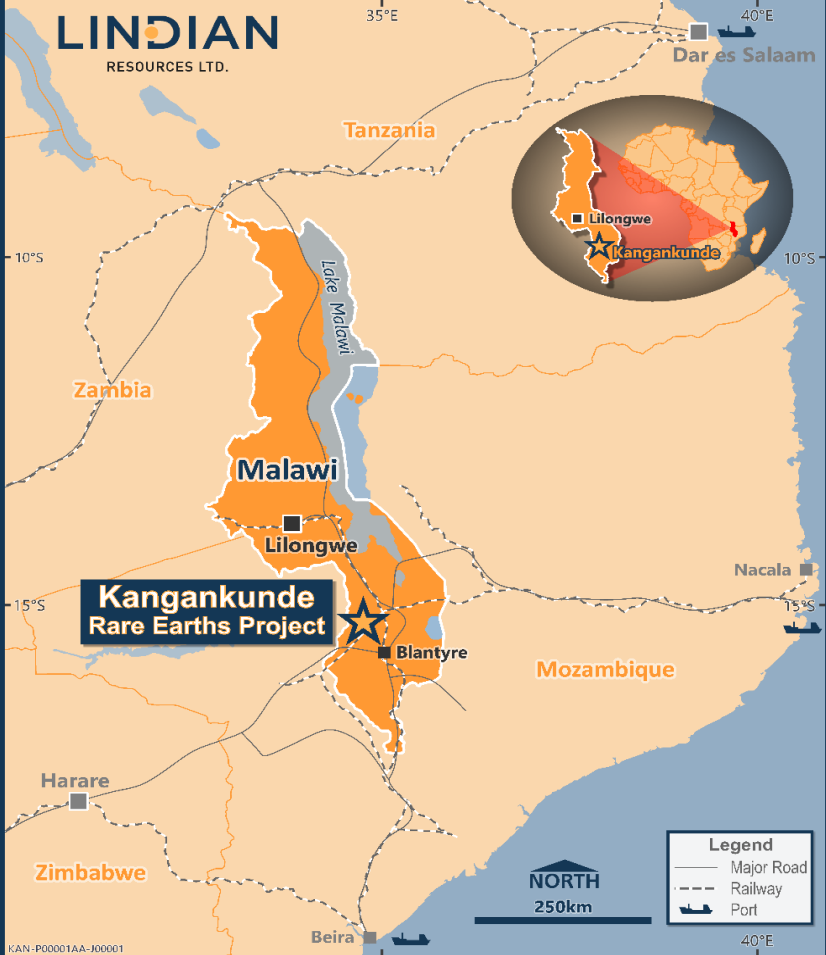 LINDIAN
RESOURCES LTD.
35°E
40°E
Dar es Salaam
Tanzania
Lilongwe
Kangankunde
10°S
10°S
Lake Malawi
Zambia
Malawi
Lilongwe
Nacala
Kangankunde
Rare Earths Project
15°S
15°S
Blantyre
Mozambique
Harare
Zimbabwe
NORTH
250km
Legend
Major Road
Railway
Port
Beira
KAN-P00001AA-J00001
40°E